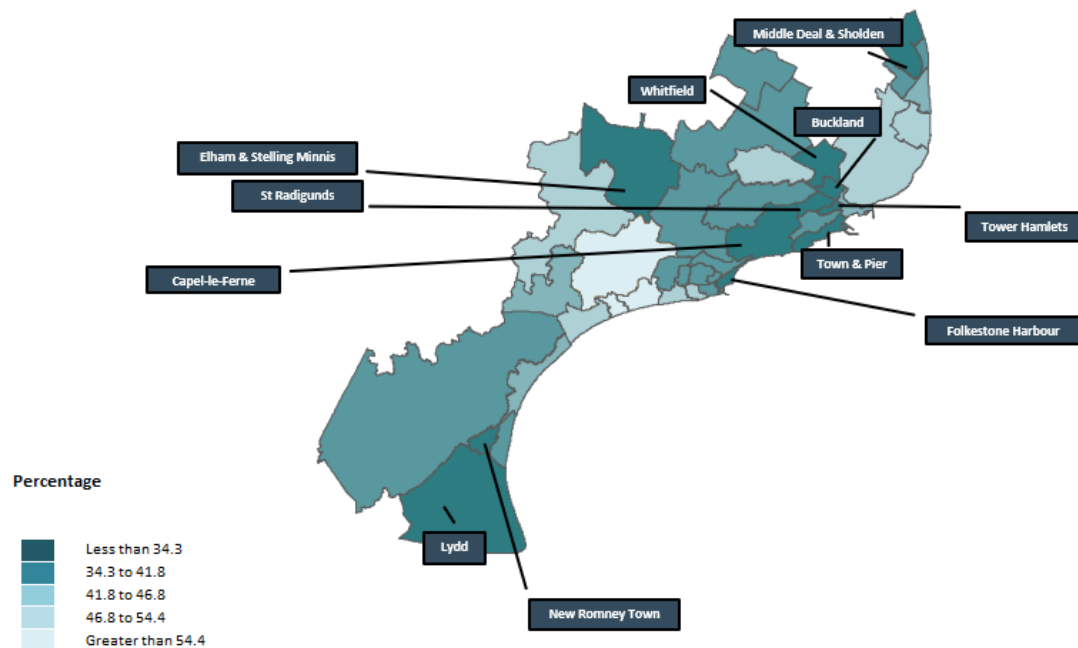 Middle Deal & Sholden
Whitfield
Buckland
Elham & Stelling Minnis
St Radigunds
Tower Hamlets
Town & Pier
Capel-le-Ferne
Folkestone Harbour
Percentage
Less than 34.3
34.3 to 41.8
41.8 to 46.8
46.8 to 54.4
Greater than 54.4
Lydd
New Romney Town